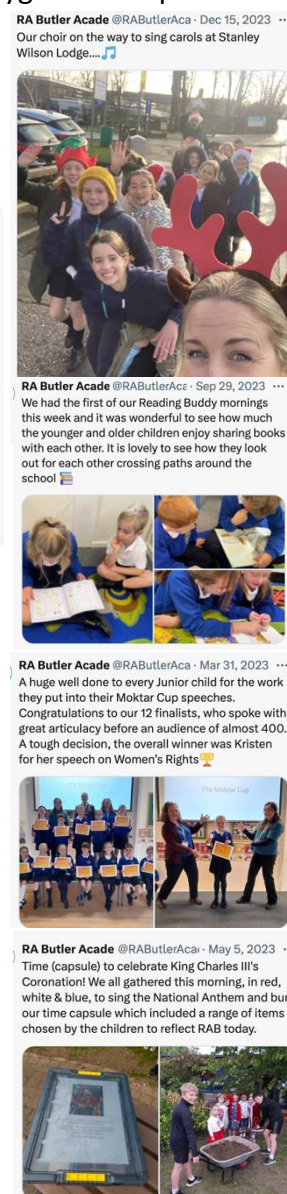 RA Butler Acade @RAButlerAca · Dec 15, 2023 ···
Our choir on the way to sing carols at Stanley
Wilson Lodge....🎵
RA Butler Acade @RAButlerAca · Sep 29, 2023 ···
We had the first of our Reading Buddy mornings
this week and it was wonderful to see how much
the younger and older children enjoy sharing books
with each other. It is lovely to see how they look
out for each other crossing paths around the
school 📚
RA Butler Acade @RAButlerAca · Mar 31, 2023 ···
A huge well done to every Junior child for the work
they put into their Moktar Cup speeches.
Congratulations to our 12 finalists, who spoke with
great articulacy before an audience of almost 400.
A tough decision, the overall winner was Kristen
for her speech on Women's Rights🏆
The Moktar Cup
RA Butler Acade @RAButlerAca · May 5, 2023
Time (capsule) to celebrate King Charles III's
Coronation! We all gathered this morning, in red,
white & blue, to sing the National Anthem and bur
our time capsule which included a range of items
chosen by the children to reflect RAB today.